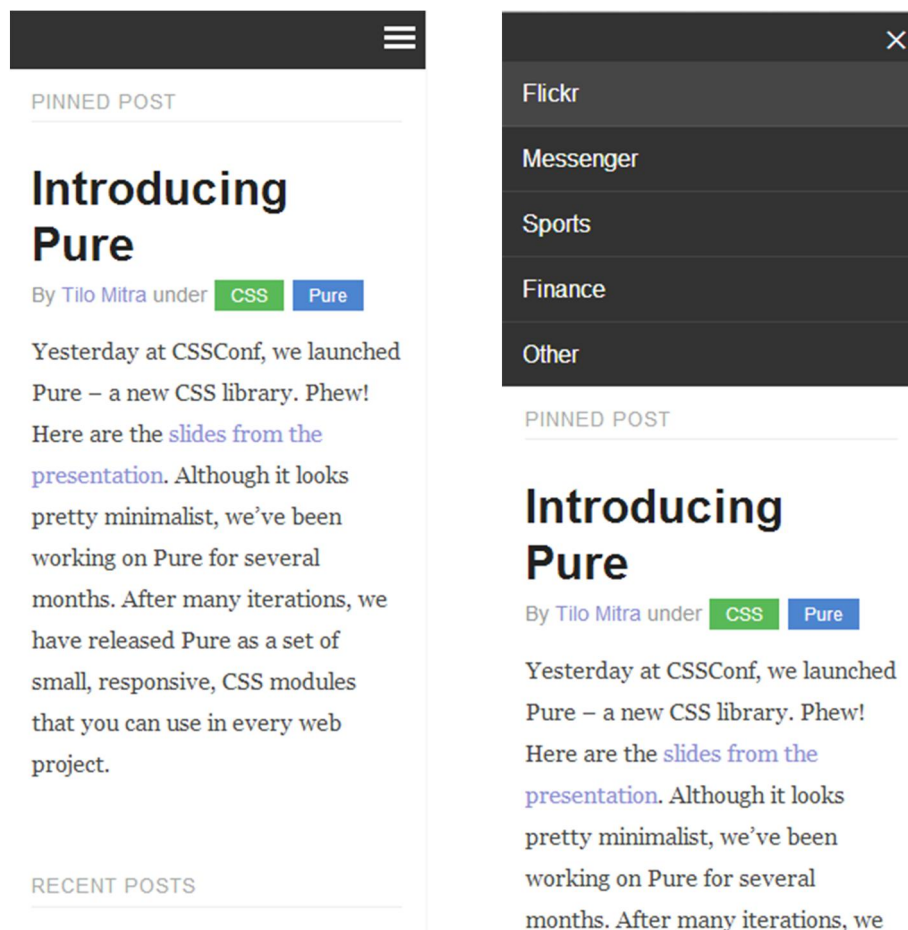 PINNED POST
Introducing
Pure
By Tilo Mitra under CSS Pure
Yesterday at CSSConf, we launched
Pure – a new CSS library. Phew!
Here are the slides from the
presentation. Although it looks
pretty minimalist, we’ve been
working on Pure for several
months. After many iterations, we
have released Pure as a set of
small, responsive, CSS modules
that you can use in every web
project.
RECENT POSTS
Flickr
Messenger
Sports
Finance
Other
PINNED POST
Introducing
Pure
By Tilo Mitra under CSS Pure
Yesterday at CSSConf, we launched
Pure – a new CSS library. Phew!
Here are the slides from the
presentation. Although it looks
pretty minimalist, we’ve been
working on Pure for several
months. After many iterations, we